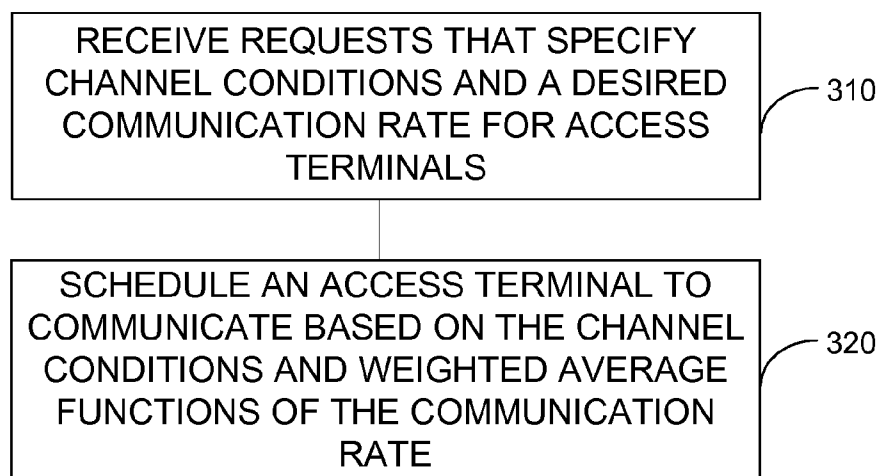 RECEIVE REQUESTS THAT SPECIFY
CHANNEL CONDITIONS AND A DESIRED
COMMUNICATION RATE FOR ACCESS
TERMINALS
310
SCHEDULE AN ACCESS TERMINAL TO
COMMUNICATE BASED ON THE CHANNEL
CONDITIONS AND WEIGHTED AVERAGE
FUNCTIONS OF THE COMMUNICATION
RATE
320